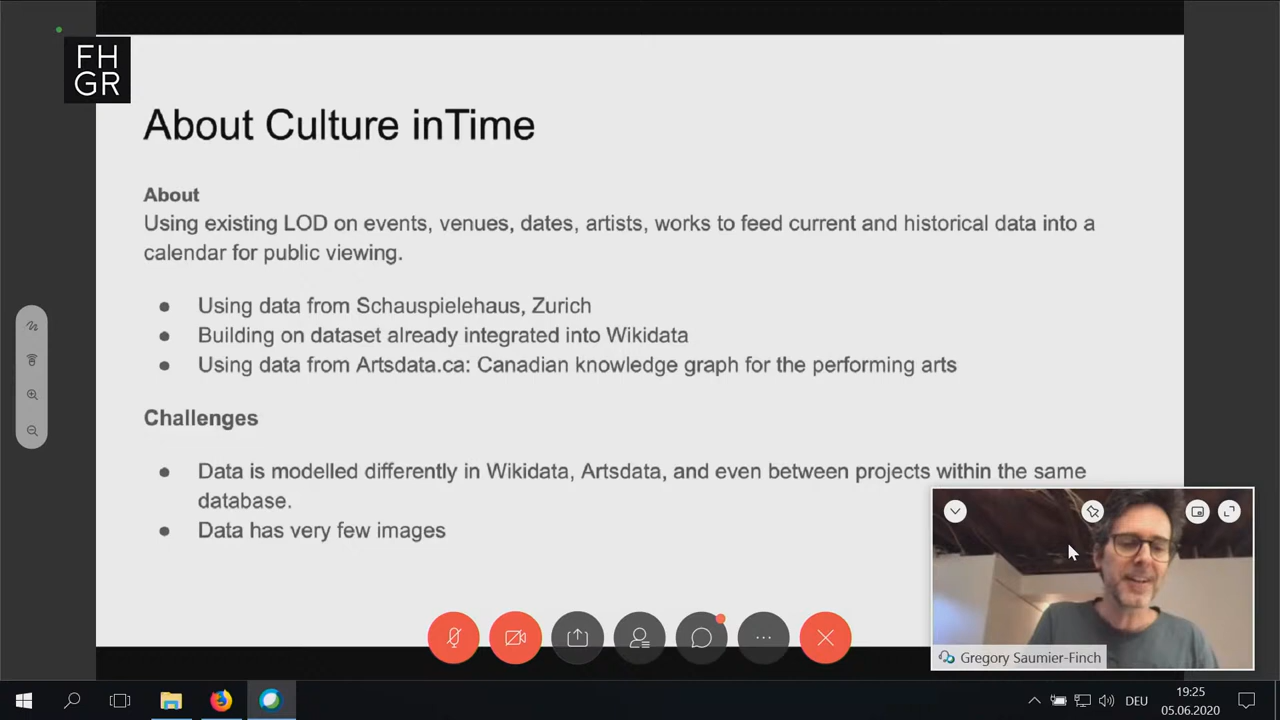 FH
GR
About Culture inTime
About
Using existing LOD on events, venues, dates, artists, works to feed current and historical data into a
calendar for public viewing.
● Using data from Schauspielehaus, Zurich
● Building on dataset already integrated into Wikidata
● Using data from Artsdata.ca: Canadian knowledge graph for the performing arts
Challenges
● Data is modelled differently in Wikidata, Artsdata, and even between projects within the same
database.
● Data has very few images
Gregory Saumier-Finch
DEU
19:25
05.06.2020